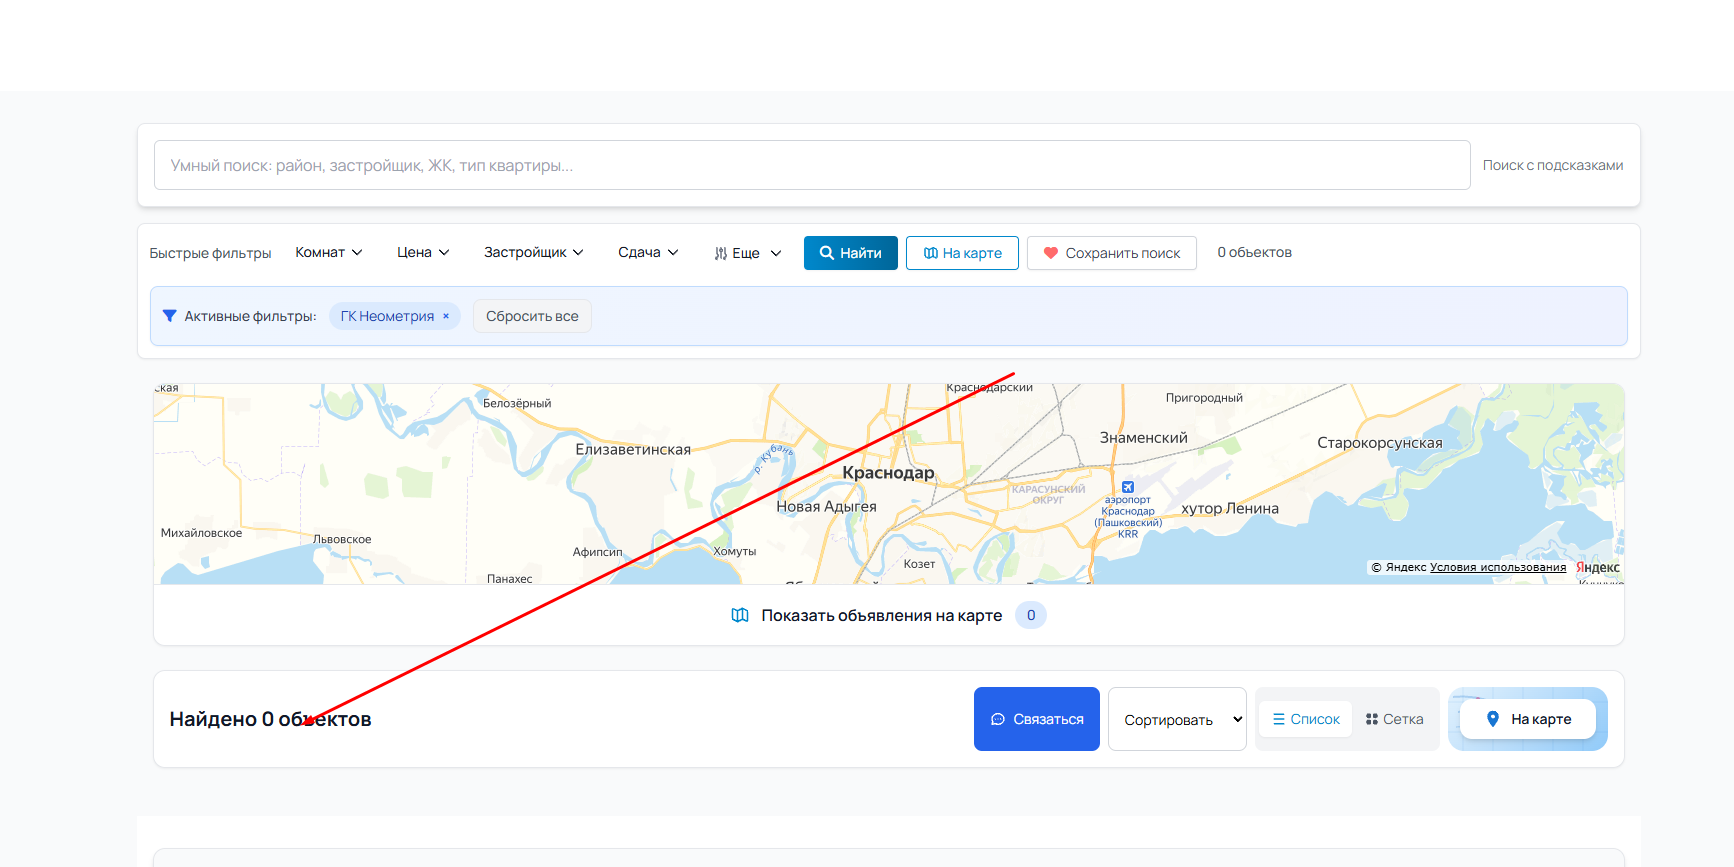 Умный поиск: район, застройщик, ЖК, тип квартиры...
Поиск с подсказками
Быстрые фильтры
Комнат
Цена
Застройщик
Сдача
Еще
Найти
На карте
Сохранить поиск
0 объектов
Активные фильтры:
ГК Неометрия ×
Сбросить все
ская
Краснодарский
Белозёрный
Пригородный
Знаменский
Старокорсунская
Елизаветинская
р. Кубань
Краснодар
КАРАСУНСКИЙ
ОКРУГ
аэропорт
Краснодар
(Пашковский)
KRR
Новая Адыгея
хутор Ленина
Михайловское
Львовское
Афипсип
Хомуты
Козет
Панахес
© Яндекс Условия использования
Яндекс
Показать объявления на карте
0
Найдено 0 объектов
Связаться
Сортировать
Список
Сетка
На карте